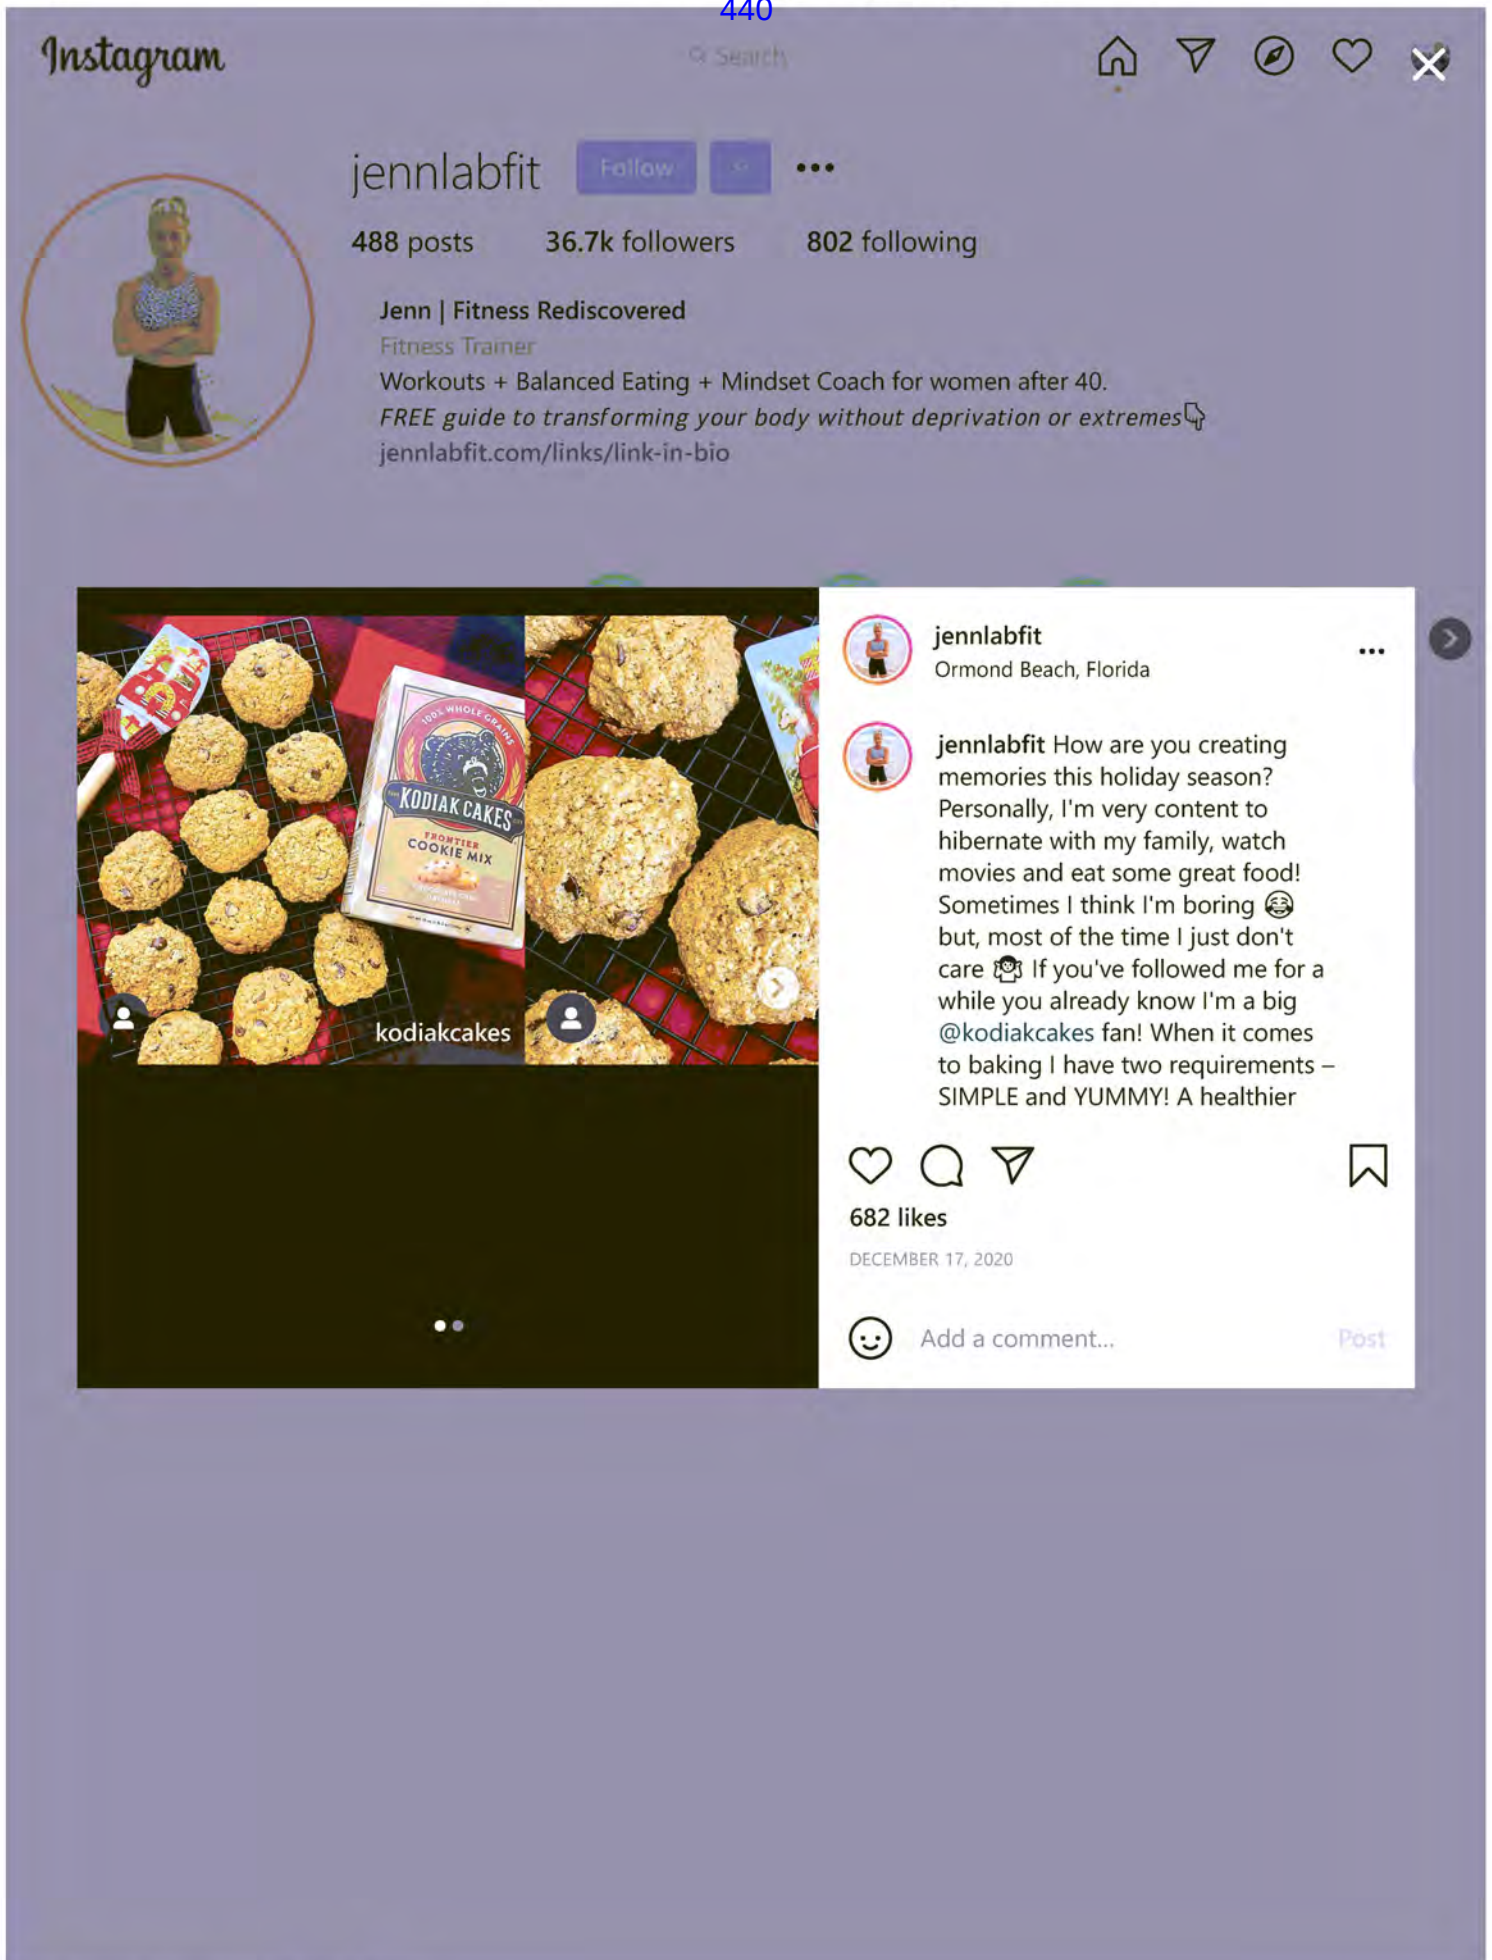 440
Instagram
Search
jennlabfit Follow
488 posts 36.7k followers 802 following
Jenn | Fitness Rediscovered
Fitness Trainer
Workouts + Balanced Eating + Mindset Coach for women after 40.
FREE guide to transforming your body without deprivation or extremes
jennlabfit.com/links/link-in-bio
100% WHOLE GRAINS
KODIAK CAKES
FRONTIER
COOKIE MIX
kodiakcakes
jennlabfit
Ormond Beach, Florida
jennlabfit How are you creating
memories this holiday season?
Personally, I'm very content to
hibernate with my family, watch
movies and eat some great food!
Sometimes I think I'm boring 😂
but, most of the time I just don't
care If you've followed me for a
while you already know I'm a big
@kodiakcakes fan! When it comes
to baking I have two requirements –
SIMPLE and YUMMY! A healthier
682 likes
DECEMBER 17, 2020
Add a comment... Post